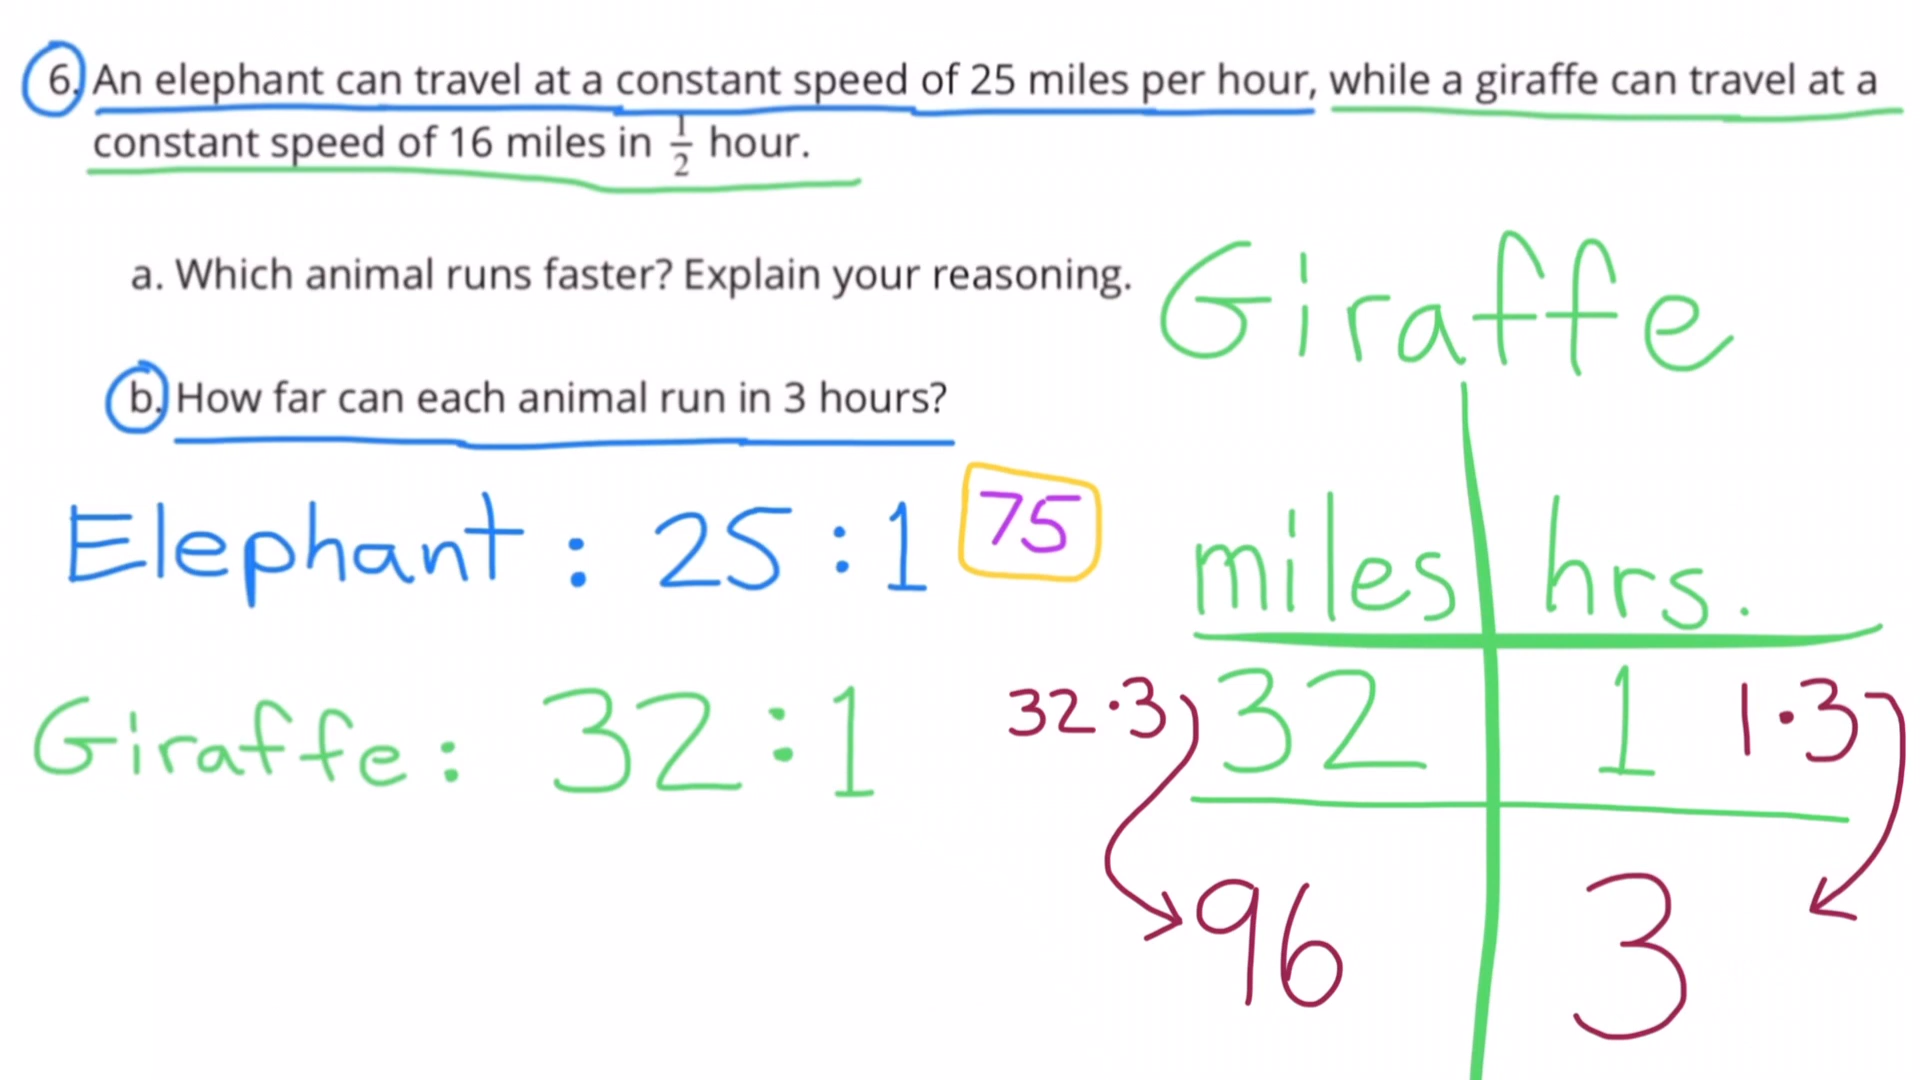 6. An elephant can travel at a constant speed of 25 miles per hour, while a giraffe can travel at a
constant speed of 16 miles in 1/2 hour.
a. Which animal runs faster? Explain your reasoning.
Giraffe
b. How far can each animal run in 3 hours?
Elephant : 25 : 1 75
miles hrs.
Giraffe : 32 : 1
32·3 32 1 1·3
96 3